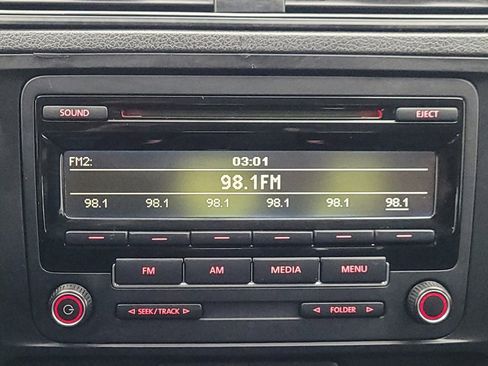 SOUND EJECT
FM2: 03:01
98.1FM
98.1 98.1 98.1 98.1 98.1 98.1
FM AM MEDIA MENU
SEEK/TRACK FOLDER